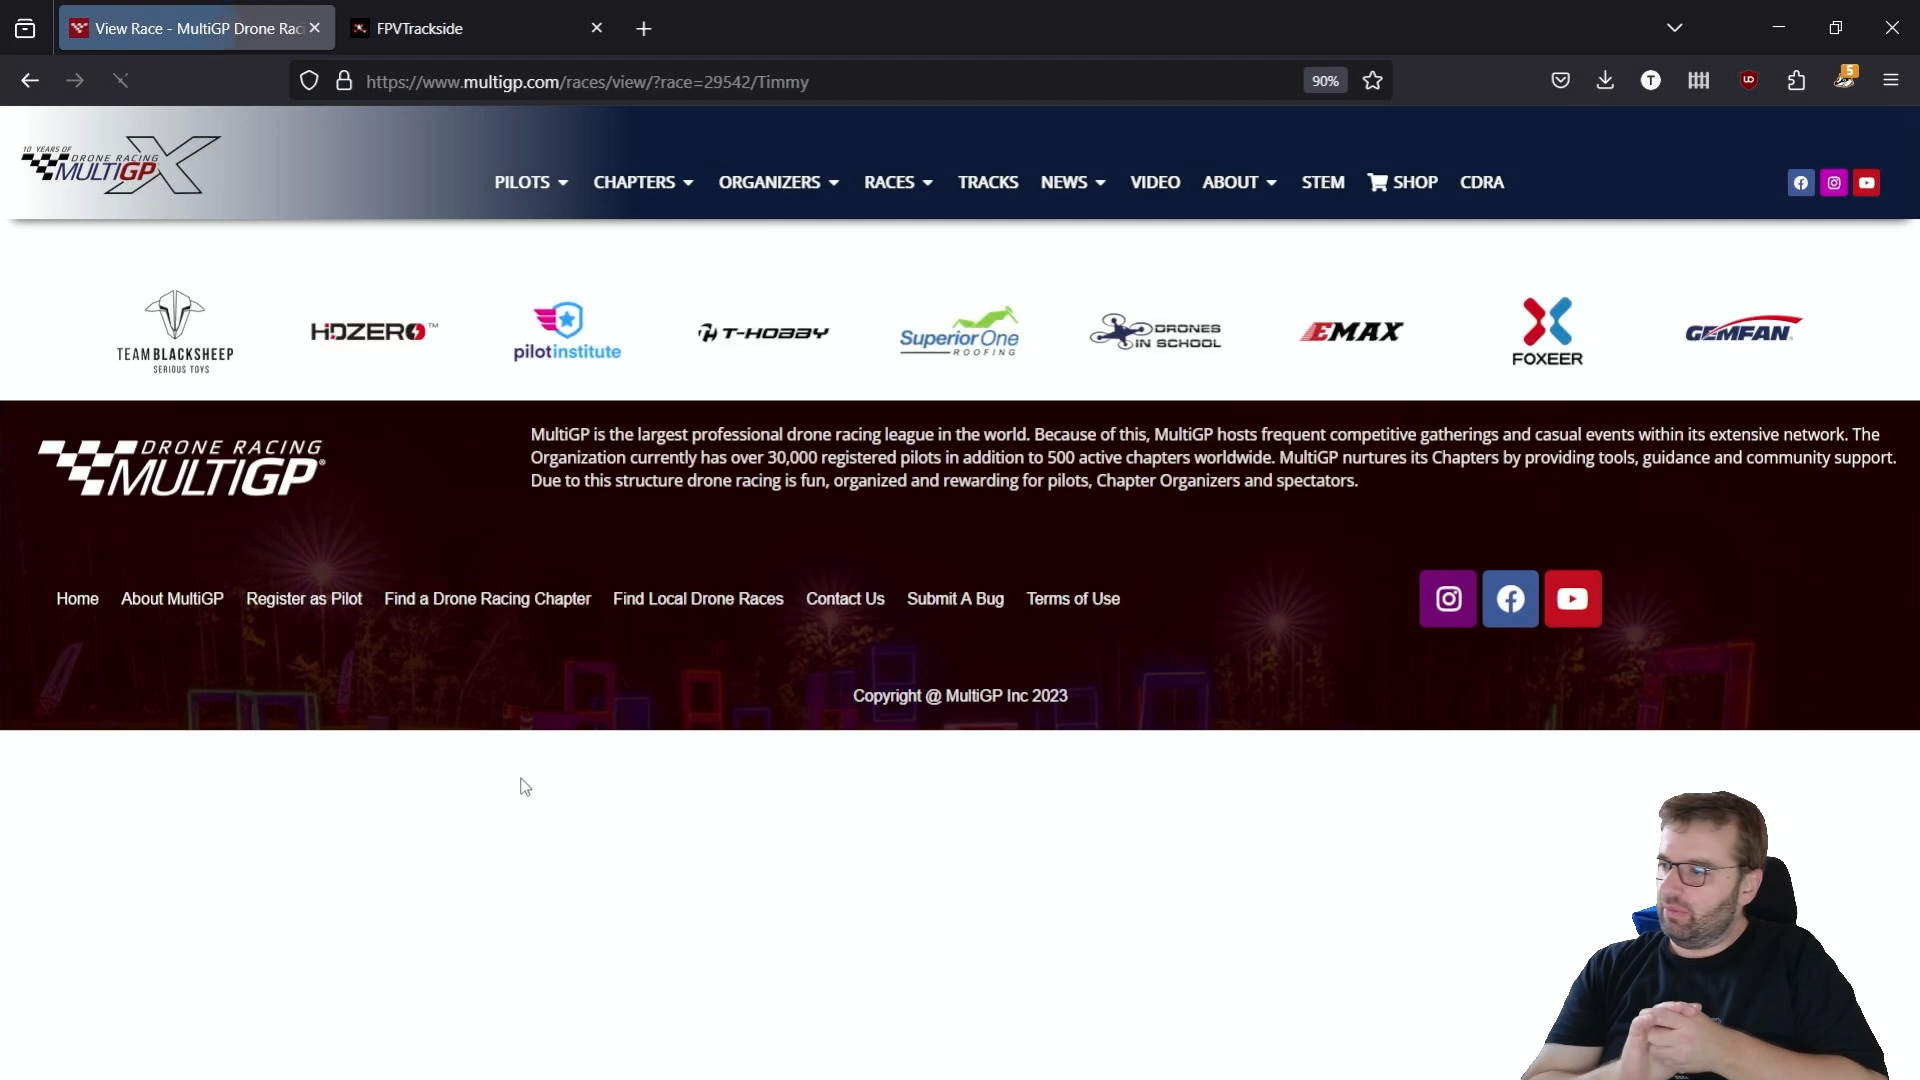 View Race - MultiGP Drone Raci
FPVTrackside
https://www.multigp.com/races/view/?race=29542/Timmy
90%
T
5
10 YEARS OF
DRONE RACING
MULTIGP X
PILOTS
CHAPTERS
ORGANIZERS
RACES
TRACKS
NEWS
VIDEO
ABOUT
STEM
SHOP
CDRA
TEAM BLACKSHEEP
SERIOUS TOYS
HDZERO™
pilotinstitute
T-HOBBY
Superior One
ROOFING
DRONES
IN SCHOOL
EMAX
FOXEER
GEMFAN
DRONE RACING
MULTIGP®
MultiGP is the largest professional drone racing league in the world. Because of this, MultiGP hosts frequent competitive gatherings and casual events within its extensive network. The
Organization currently has over 30,000 registered pilots in addition to 500 active chapters worldwide. MultiGP nurtures its Chapters by providing tools, guidance and community support.
Due to this structure drone racing is fun, organized and rewarding for pilots, Chapter Organizers and spectators.
Home
About MultiGP
Register as Pilot
Find a Drone Racing Chapter
Find Local Drone Races
Contact Us
Submit A Bug
Terms of Use
Copyright @ MultiGP Inc 2023